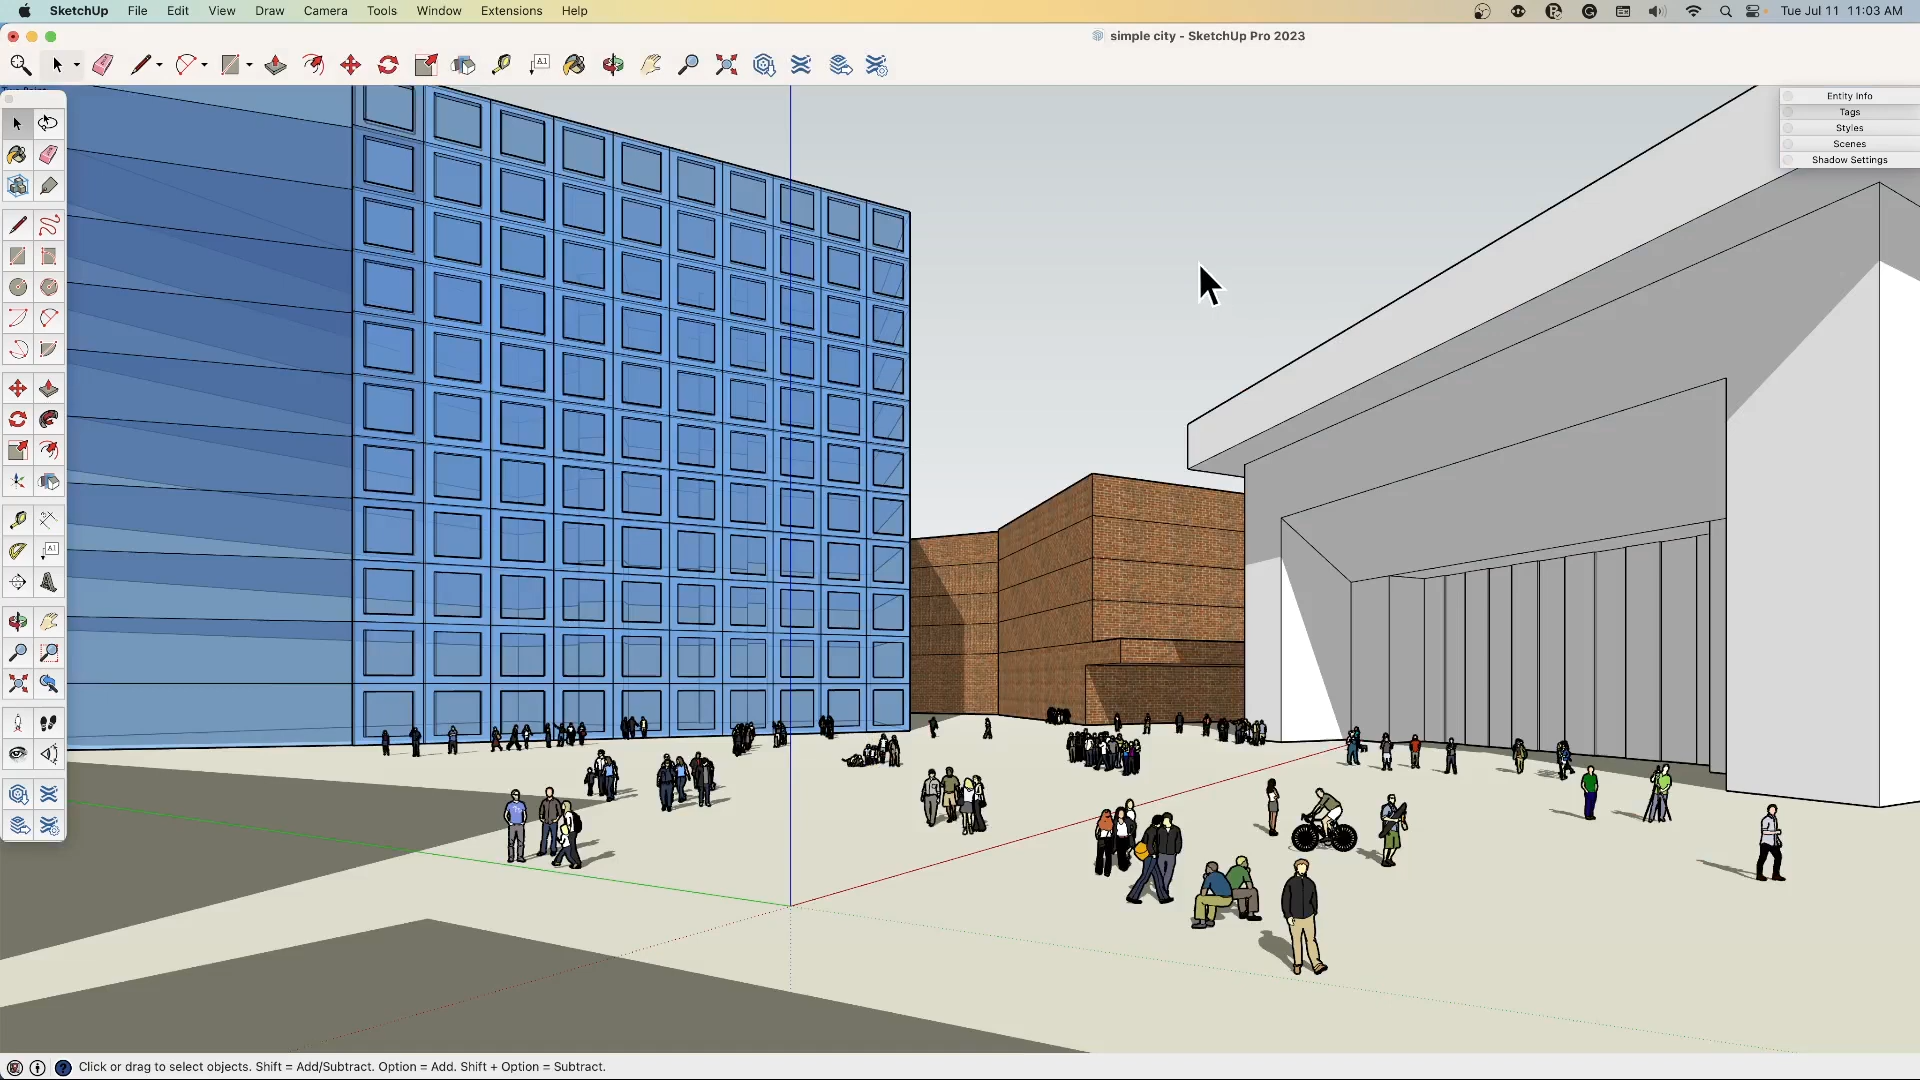 SketchUp File Edit View Draw Camera Tools Window Extensions Help Tue Jul 11 11:03 AM
simple city - SketchUp Pro 2023
A1
Entity Info
Tags
Styles
Scenes
Shadow Settings
A1
Click or drag to select objects. Shift = Add/Subtract. Option = Add. Shift + Option = Subtract.